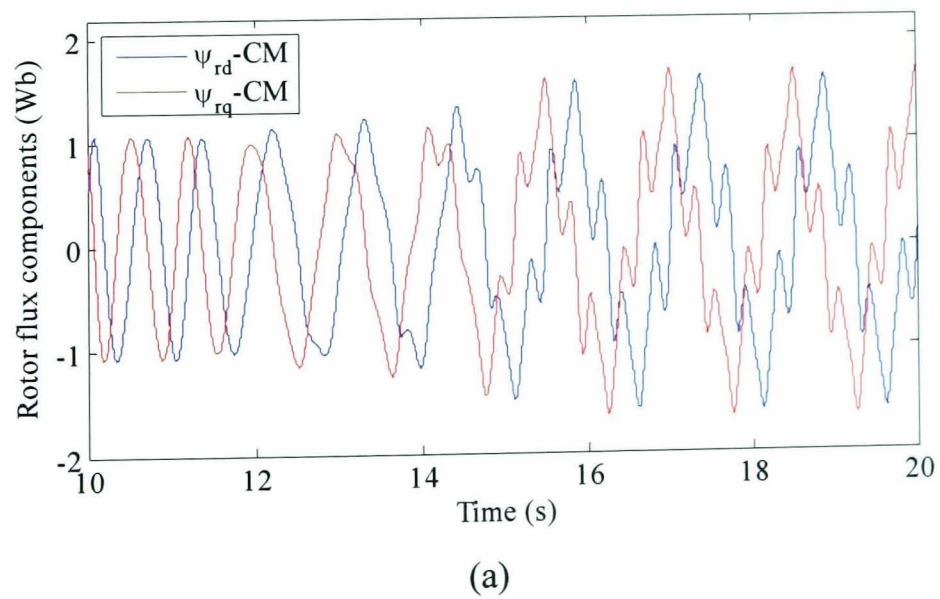 ψrd-CM
ψrq-CM
Rotor flux components (Wb)
2
1
0
-1
-2
10
12
14
16
18
20
Time (s)
(a)